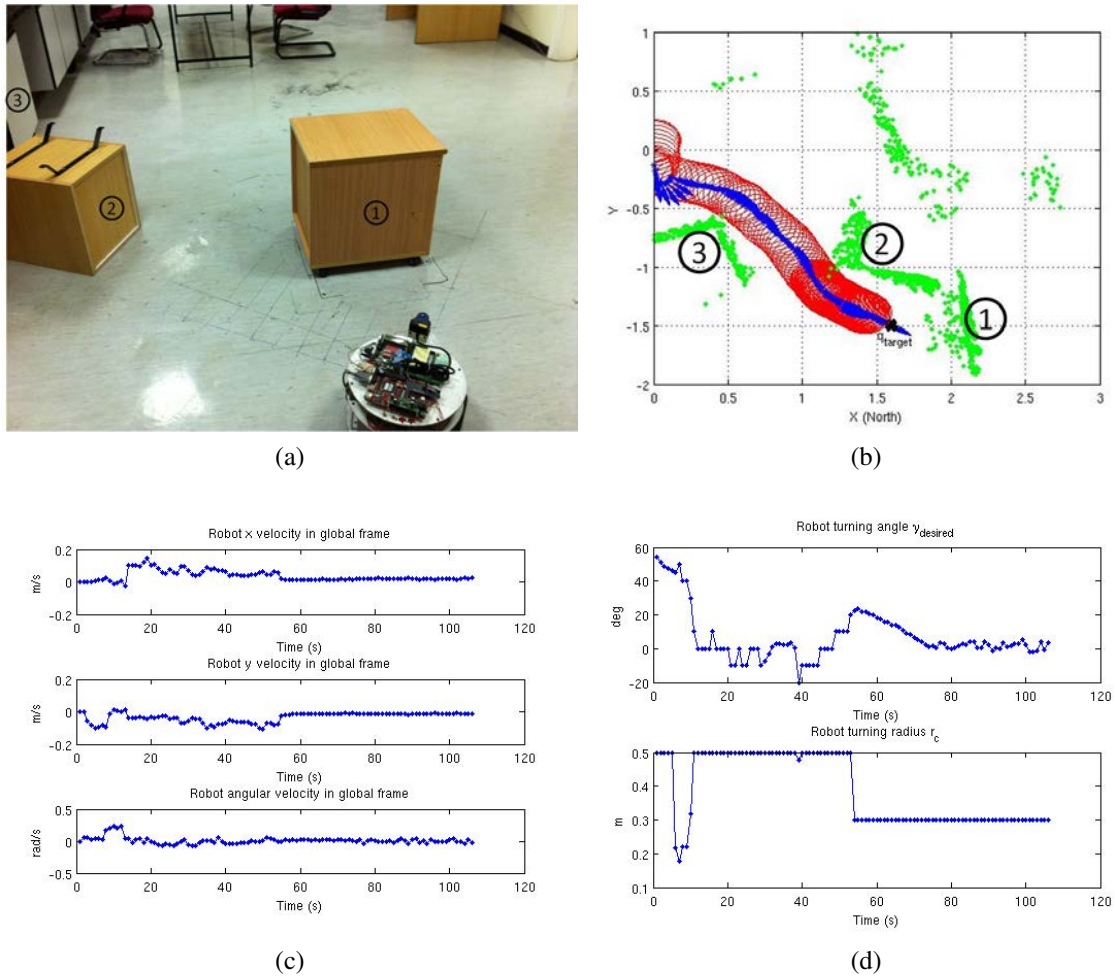 ③
②
①
1
0.5
0
-0.5
-1
-1.5
-2
Y
③
②
①
q_target
0 0.5 1 1.5 2 2.5 3
X (North)
(a)
(b)
Robot x velocity in global frame
0.2
0
-0.2
m/s
0 20 40 60 80 100 120
Time (s)
Robot y velocity in global frame
0.2
0
-0.2
m/s
0 20 40 60 80 100 120
Time (s)
Robot angular velocity in global frame
0.5
0
-0.5
rad/s
0 20 40 60 80 100 120
Time (s)
(c)
Robot turning angle γ_desired
60
40
20
0
-20
deg
0 20 40 60 80 100 120
Time (s)
Robot turning radius r_c
0.5
0.4
0.3
0.2
0.1
m
0 20 40 60 80 100 120
Time (s)
(d)